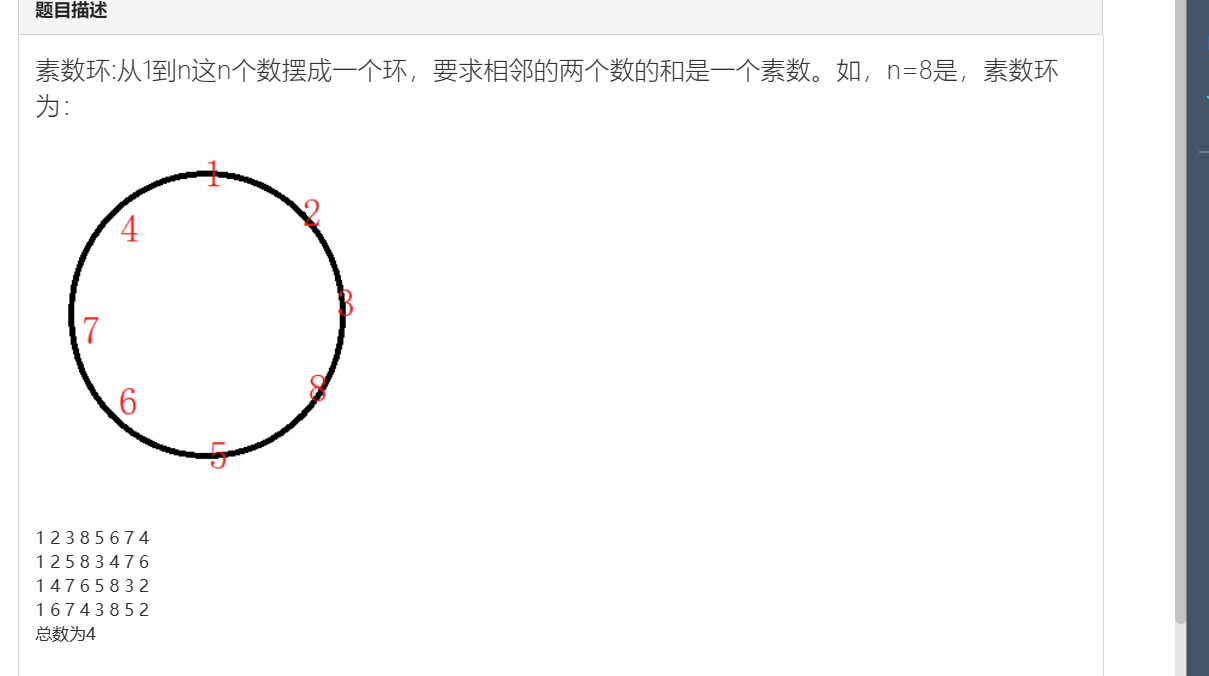 题目描述
素数环:从1到n这n个数摆成一个环，要求相邻的两个数的和是一个素数。如，n=8是，素数环
为：
1
2
4
3
7
8
6
5
1 2 3 8 5 6 7 4
1 2 5 8 3 4 7 6
1 4 7 6 5 8 3 2
1 6 7 4 3 8 5 2
总数为4